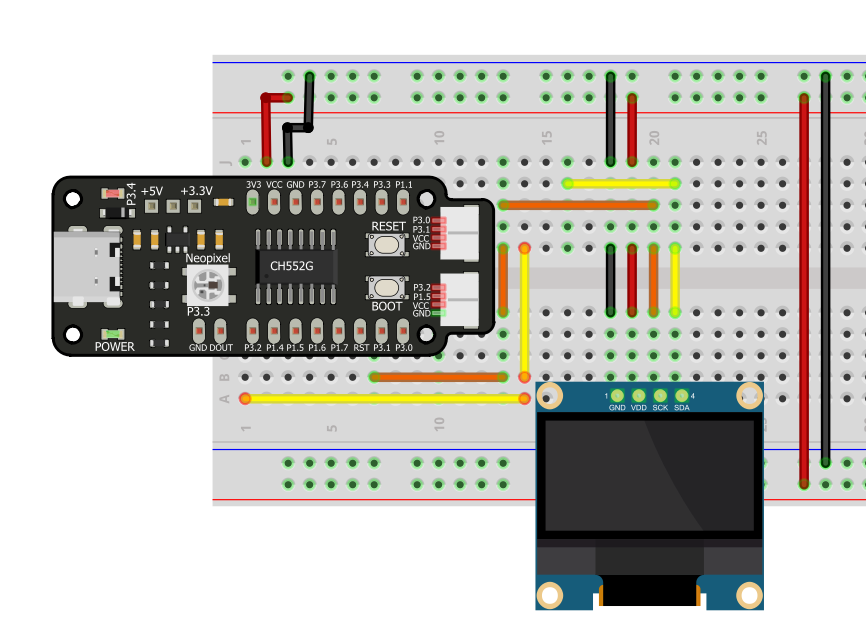 1 5 10 15 20 25
J
P3.4
+5V +3.3V
3V3 VCC GND P3.7 P3.6 P3.4 P3.3 P1.1
RESET
P3.0
P3.1
VCC
GND
Neopixel
CH552G
BOOT
P3.2
P1.5
VCC
GND
P3.3
POWER
GND DOUT P3.2 P1.4 P1.5 P1.6 P1.7 RST P3.1 P3.0
B
A
1 4
GND VDD SCK SDA
1 5 10